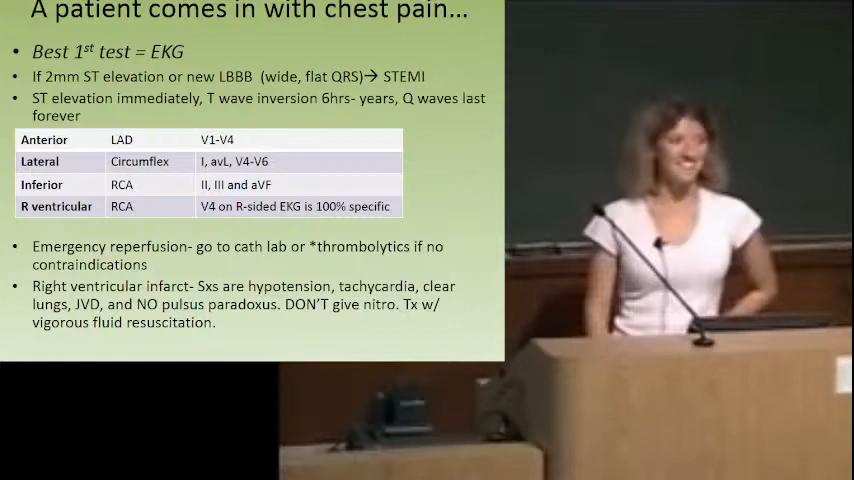 A patient comes in with chest pain…
• Best 1st test = EKG
• If 2mm ST elevation or new LBBB (wide, flat QRS)→ STEMI
• ST elevation immediately, T wave inversion 6hrs- years, Q waves last
forever
Anterior LAD V1-V4
Lateral Circumflex I, avL, V4-V6
Inferior RCA II, III and aVF
R ventricular RCA V4 on R-sided EKG is 100% specific
• Emergency reperfusion- go to cath lab or *thrombolytics if no
contraindications
• Right ventricular infarct- Sxs are hypotension, tachycardia, clear
lungs, JVD, and NO pulsus paradoxus. DON'T give nitro. Tx w/
vigorous fluid resuscitation.